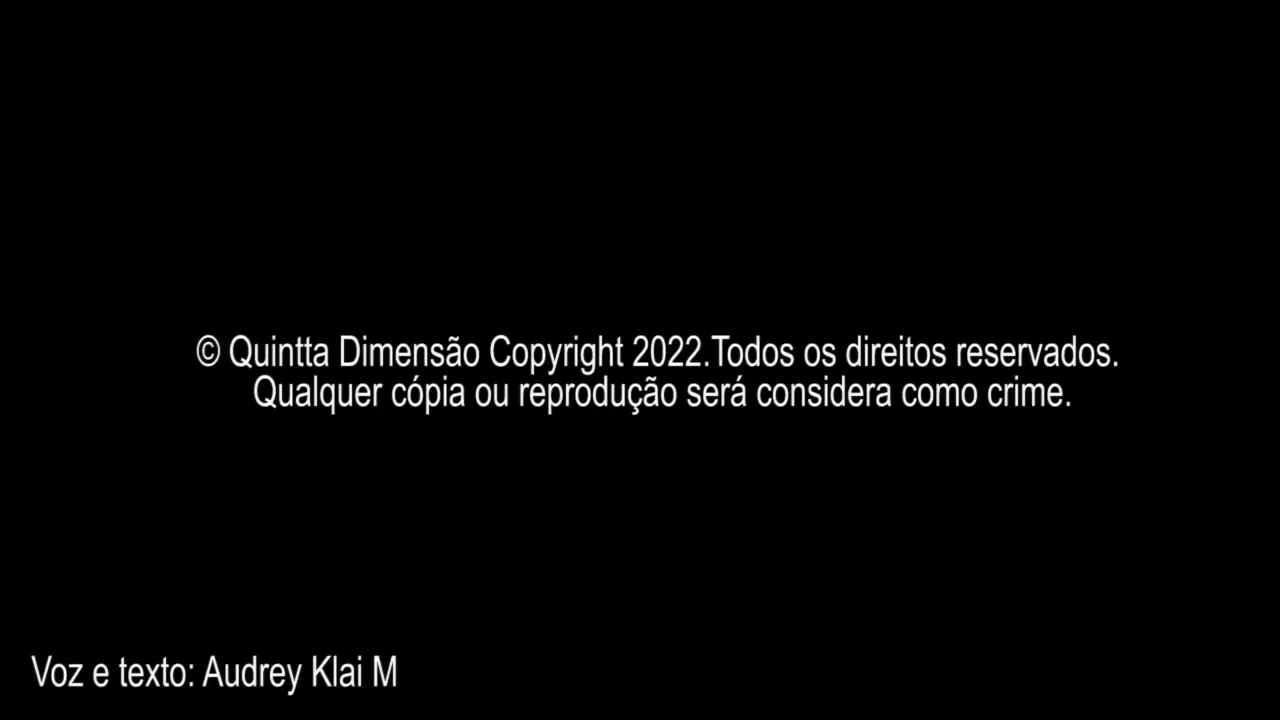 © Quintta Dimensão Copyright 2022.Todos os direitos reservados.
Qualquer cópia ou reprodução será considera como crime.
Voz e texto: Audrey Klai M